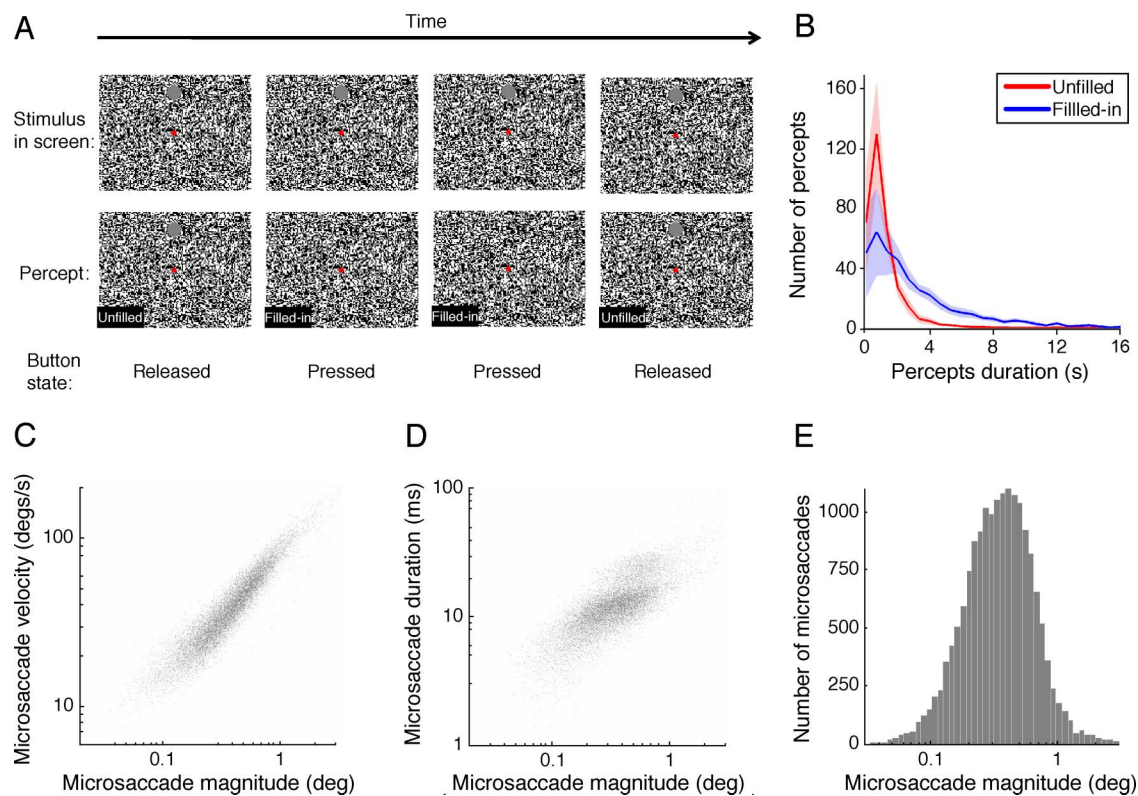 A
Time
Stimulus
in screen:
Percept:
Unfilled
Filled-in
Filled-in
Unfilled
Button
state:
Released
Pressed
Pressed
Released
B
Number of percepts
160
120
80
40
0
Unfilled
Fillled-in
0
4
8
12
16
Percepts duration (s)
C
Microsaccade velocity (degs/s)
100
10
0.1
1
Microsaccade magnitude (deg)
D
Microsaccade duration (ms)
100
10
1
0.1
1
Microsaccade magnitude (deg)
E
Number of microsaccades
1000
750
500
250
0
0.1
1
Microsaccade magnitude (deg)